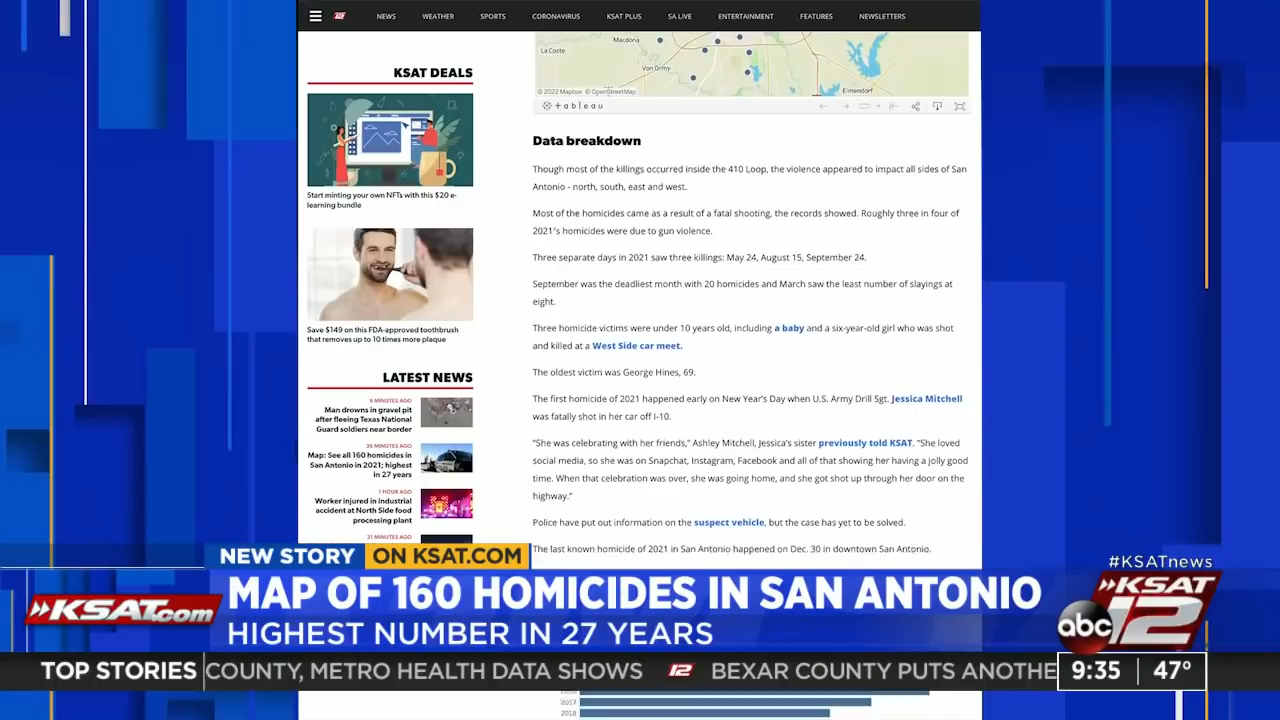 NEWS WEATHER SPORTS CORONAVIRUS KSAT PLUS SA LIVE ENTERTAINMENT FEATURES NEWSLETTERS
Macdona
La Coste
Von Ormy
Elmendorf
© 2022 Mapbox © OpenStreetMap
+ a b l e a u
KSAT DEALS
Start minting your own NFTs with this $20 e-
learning bundle
Save $149 on this FDA-approved toothbrush
that removes up to 10 times more plaque
LATEST NEWS
9 MINUTES AGO
Man drowns in gravel pit
after fleeing Texas National
Guard soldiers near border
36 MINUTES AGO
Map: See all 160 homicides in
San Antonio in 2021; highest
in 27 years
1 HOUR AGO
Worker injured in industrial
accident at North Side food
processing plant
31 MINUTES AGO
Data breakdown
Though most of the killings occurred inside the 410 Loop, the violence appeared to impact all sides of San
Antonio - north, south, east and west.
Most of the homicides came as a result of a fatal shooting, the records showed. Roughly three in four of
2021's homicides were due to gun violence.
Three separate days in 2021 saw three killings: May 24, August 15, September 24.
September was the deadliest month with 20 homicides and March saw the least number of slayings at
eight.
Three homicide victims were under 10 years old, including a baby and a six-year-old girl who was shot
and killed at a West Side car meet.
The oldest victim was George Hines, 69.
The first homicide of 2021 happened early on New Year's Day when U.S. Army Drill Sgt. Jessica Mitchell
was fatally shot in her car off I-10.
“She was celebrating with her friends,” Ashley Mitchell, Jessica's sister previously told KSAT. “She loved
social media, so she was on Snapchat, Instagram, Facebook and all of that showing her having a jolly good
time. When that celebration was over, she was going home, and she got shot up through her door on the
highway.”
Police have put out information on the suspect vehicle, but the case has yet to be solved.
The last known homicide of 2021 in San Antonio happened on Dec. 30 in downtown San Antonio.
NEW STORY ON KSAT.COM
#KSATnews
MAP OF 160 HOMICIDES IN SAN ANTONIO
HIGHEST NUMBER IN 27 YEARS
KSAT.com
KSAT
abc 12
TOP STORIES COUNTY, METRO HEALTH DATA SHOWS 12 BEXAR COUNTY PUTS ANOTHE
9:35 47°
2017
2018